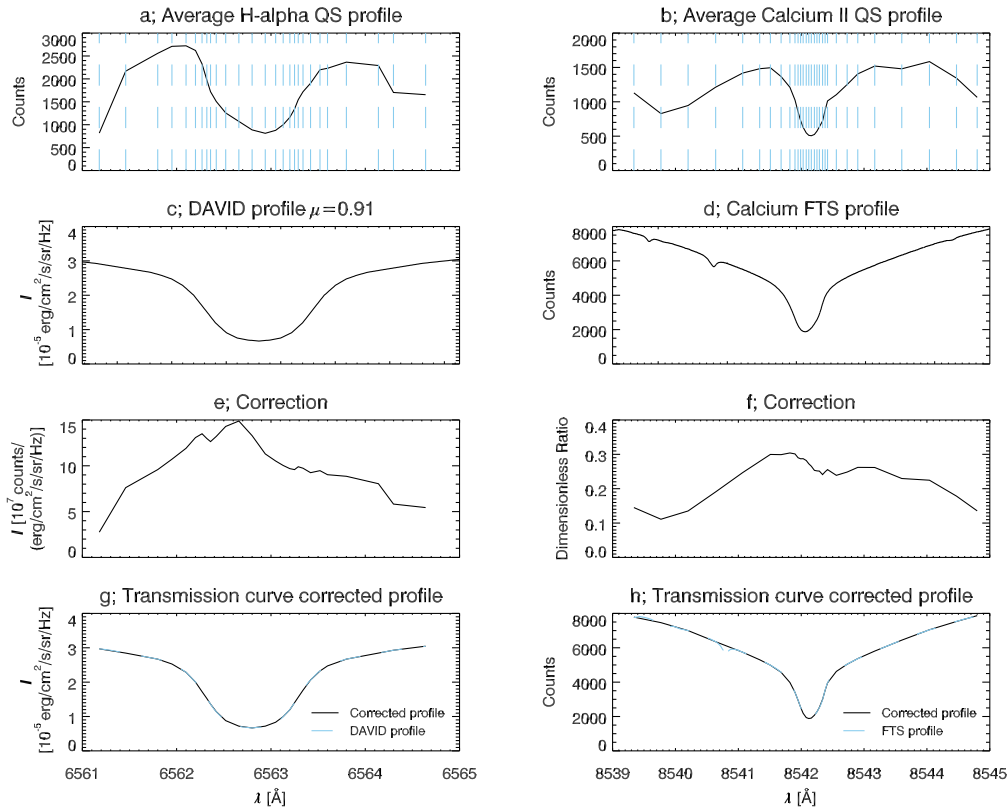 a; Average H-alpha QS profile
3000
2500
2000
1500
1000
500
0
Counts
b; Average Calcium II QS profile
2000
1500
1000
500
0
Counts
c; DAVID profile μ=0.91
4
3
2
1
0
I
[10⁻⁵ erg/cm²/s/sr/Hz]
d; Calcium FTS profile
8000
6000
4000
2000
0
Counts
e; Correction
15
10
5
0
I [10⁷ counts/
(erg/cm²/s/sr/Hz)]
f; Correction
0.4
0.3
0.2
0.1
0.0
Dimensionless Ratio
g; Transmission curve corrected profile
4
3
2
1
0
I
[10⁻⁵ erg/cm²/s/sr/Hz]
Corrected profile
DAVID profile
6561 6562 6563 6564 6565
λ [Å]
h; Transmission curve corrected profile
8000
6000
4000
2000
0
Counts
Corrected profile
FTS profile
8539 8540 8541 8542 8543 8544 8545
λ [Å]